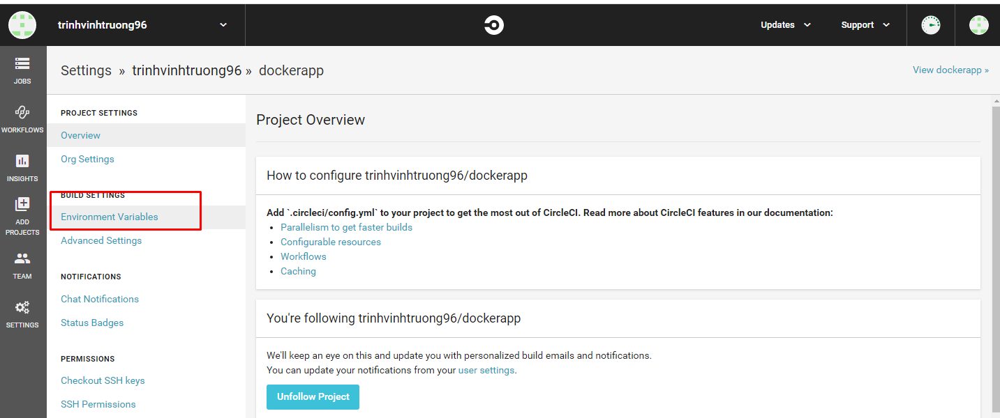 trinhvinhtruong96
Updates
Support
JOBS
WORKFLOWS
INSIGHTS
ADD
PROJECTS
TEAM
SETTINGS
Settings » trinhvinhtruong96 » dockerapp
View dockerapp »
PROJECT SETTINGS
Overview
Org Settings
BUILD SETTINGS
Environment Variables
Advanced Settings
NOTIFICATIONS
Chat Notifications
Status Badges
PERMISSIONS
Checkout SSH keys
SSH Permissions
Project Overview
How to configure trinhvinhtruong96/dockerapp
Add `.circleci/config.yml` to your project to get the most out of CircleCI. Read more about CircleCI features in our documentation:
• Parallelism to get faster builds
• Configurable resources
• Workflows
• Caching
You're following trinhvinhtruong96/dockerapp
We'll keep an eye on this and update you with personalized build emails and notifications.
You can update your notifications from your user settings.
Unfollow Project